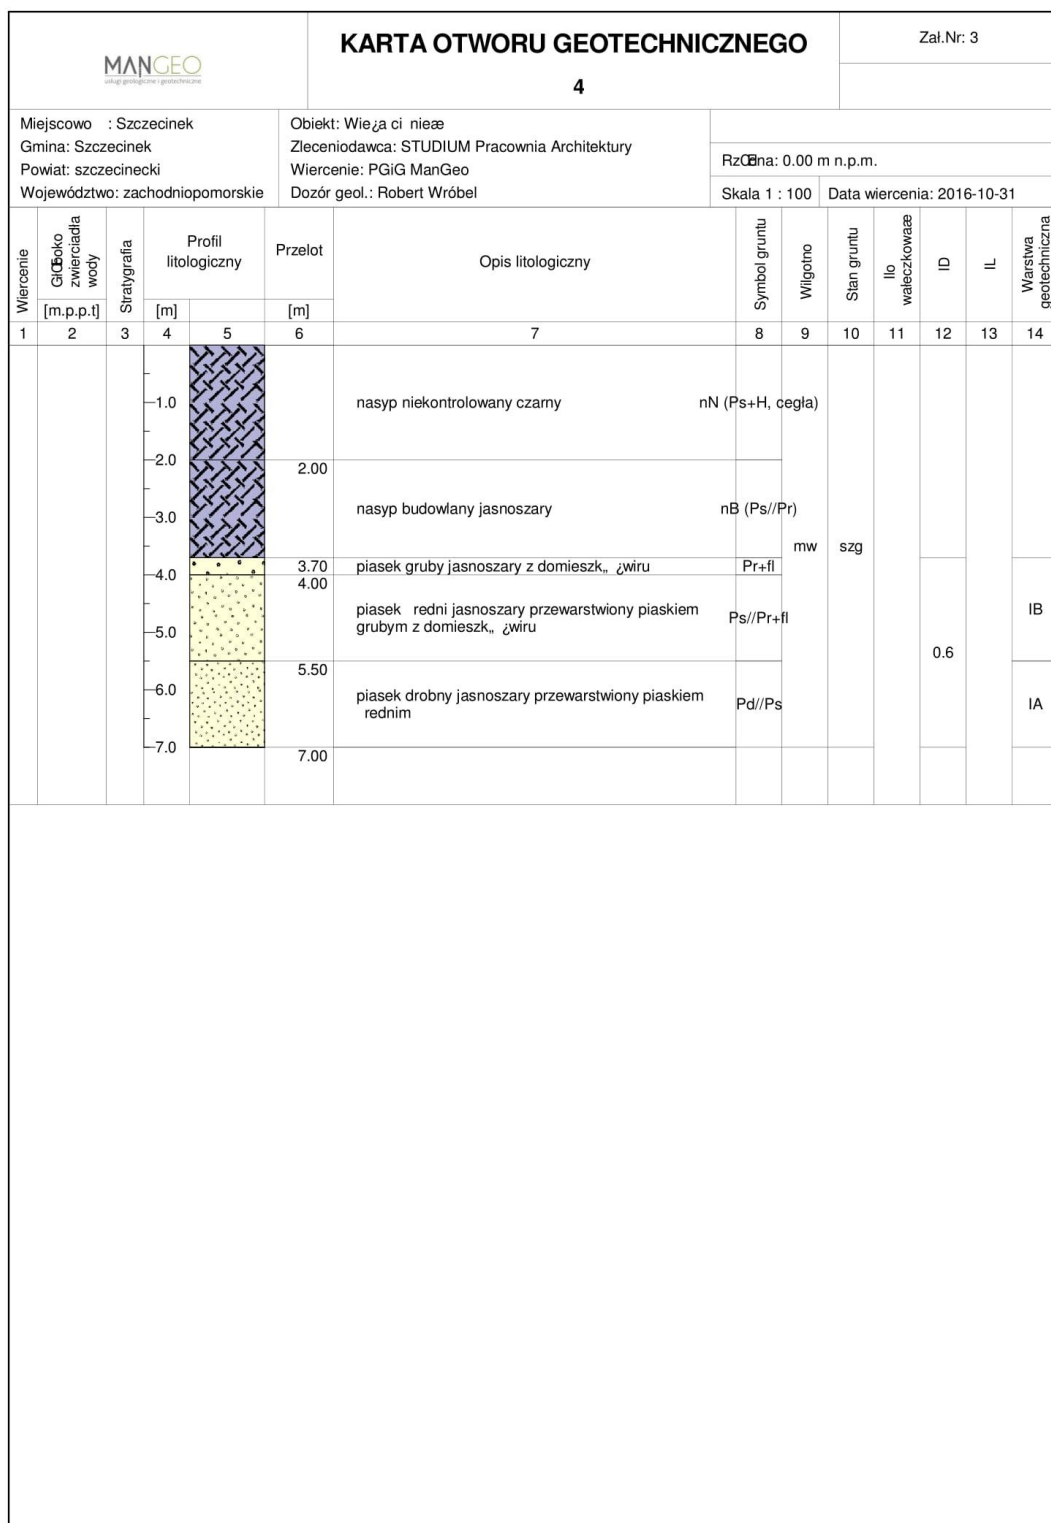 MANGEO
usługi geologiczne i geotechniczne
KARTA OTWORU GEOTECHNICZNEGO
4
Zał.Nr: 3
Miejscowo : Szczecinek
Gmina: Szczecinek
Powiat: szczecinecki
Województwo: zachodniopomorskie
Obiekt: Wie¿a ci nieæ
Zleceniodawca: STUDIUM Pracownia Architektury
Wiercenie: PGiG ManGeo
Dozór geol.: Robert Wróbel
0.00 m n.p.m.
Skala 1 : 100
Data wiercenia: 2016-10-31
Wiercenie
zwierciadła
wody
[m.p.p.t]
Stratygrafia
Profil
litologiczny
[m]
Przelot
[m]
Opis litologiczny
Symbol gruntu
Wilgotno
Stan gruntu
Ilo
wałeczkowaæ
ID
IL
Warstwa
geotechniczna
1 2 3 4 5 6 7 8 9 10 11 12 13 14
1.0
nasyp niekontrolowany czarny
nN (Ps+H, cegła)
2.0
2.00
nasyp budowlany jasnoszary
nB (Ps//Pr)
3.0
mw
szg
3.70
piasek gruby jasnoszary z domieszk„ ¿wiru
Pr+fl
4.0
4.00
piasek redni jasnoszary przewarstwiony piaskiem
grubym z domieszk„ ¿wiru
Ps//Pr+fl
IB
5.0
0.6
5.50
6.0
piasek drobny jasnoszary przewarstwiony piaskiem
rednim
Pd//Ps
IA
7.0
7.00